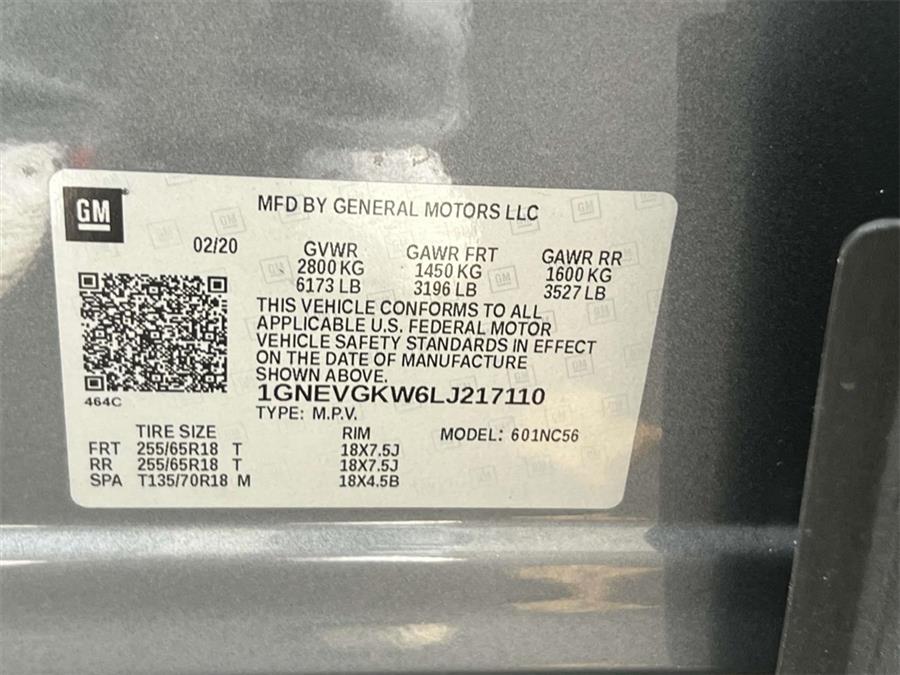 GM
MFD BY GENERAL MOTORS LLC
02/20 GVWR GAWR FRT GAWR RR
2800 KG 1450 KG 1600 KG
6173 LB 3196 LB 3527 LB
THIS VEHICLE CONFORMS TO ALL
APPLICABLE U.S. FEDERAL MOTOR
VEHICLE SAFETY STANDARDS IN EFFECT
ON THE DATE OF MANUFACTURE
SHOWN ABOVE.
1GNEVGKW6LJ217110
464C
TYPE: M.P.V.
TIRE SIZE RIM MODEL: 601NC56
FRT 255/65R18 T 18X7.5J
RR 255/65R18 T 18X7.5J
SPA T135/70R18 M 18X4.5B